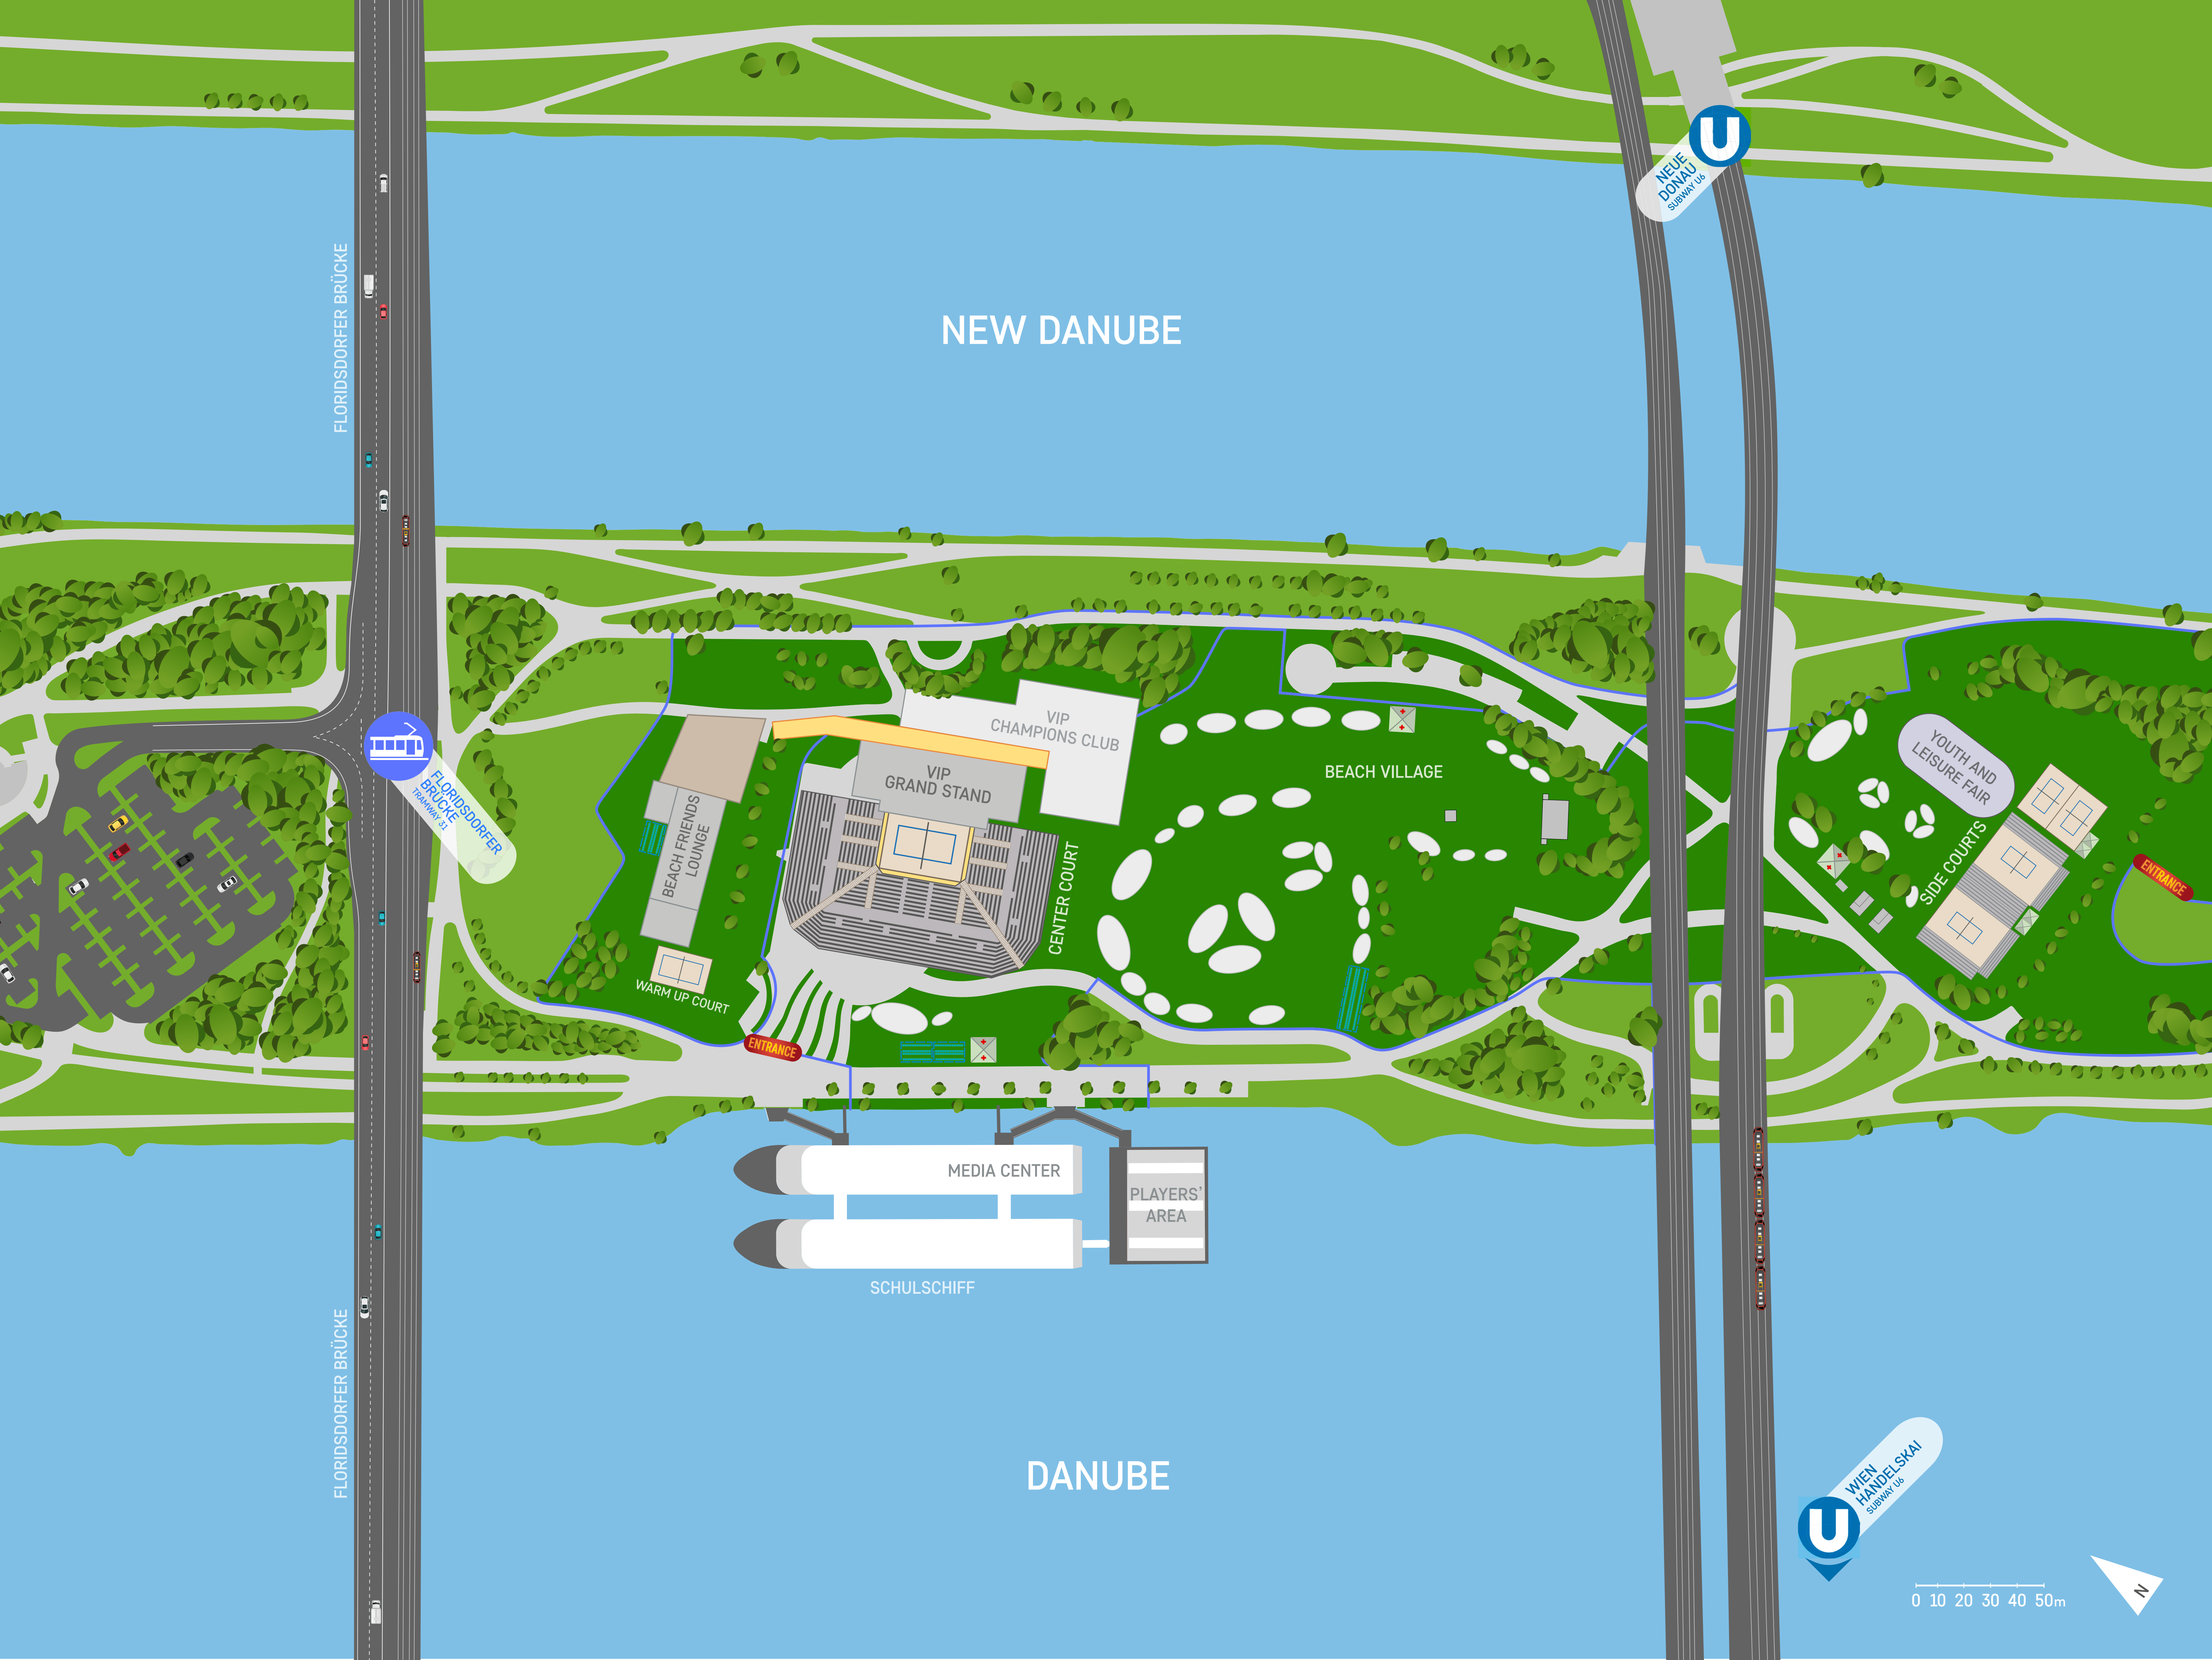 FLORIDSDORFER BRÜCKE
NEUE
DONAU
SUBWAY U6
U
NEW DANUBE
FLORIDSDORFER
BRÜCKE
TRAMWAY 31
VIP
CHAMPIONS CLUB
VIP
GRAND STAND
BEACH FRIENDS
LOUNGE
CENTER COURT
WARM UP COURT
ENTRANCE
BEACH VILLAGE
YOUTH AND
LEISURE FAIR
SIDE COURTS
ENTRANCE
MEDIA CENTER
PLAYERS'
AREA
SCHULSCHIFF
FLORIDSDORFER BRÜCKE
DANUBE
WIEN
HANDELSKAI
SUBWAY U6
U
0 10 20 30 40 50m
N